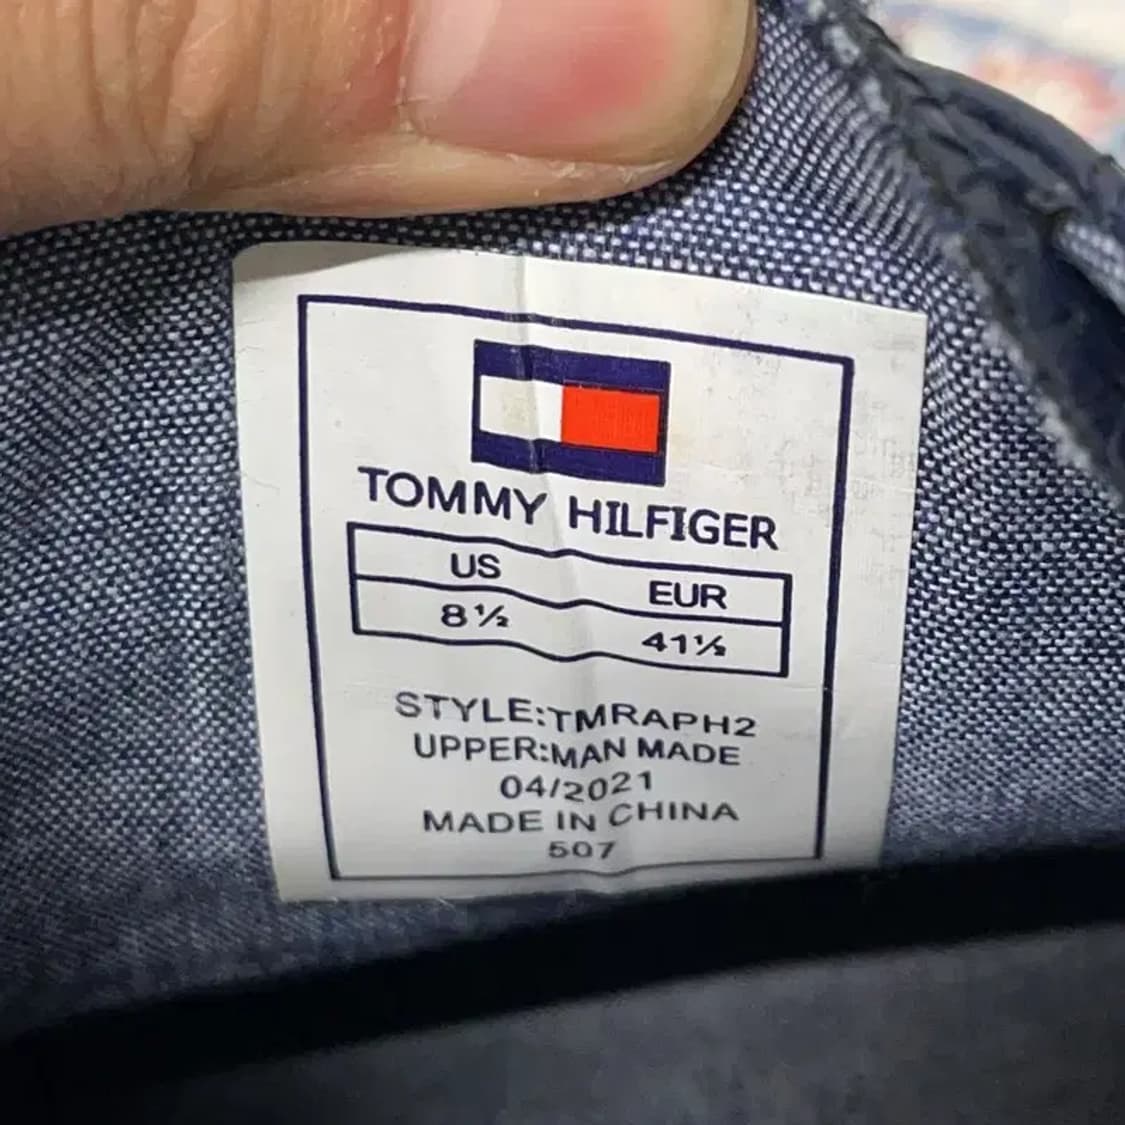 TOMMY HILFIGER
US EUR
8½ 41½
STYLE:TMRAPH2
UPPER:MAN MADE
04/2021
MADE IN CHINA
507